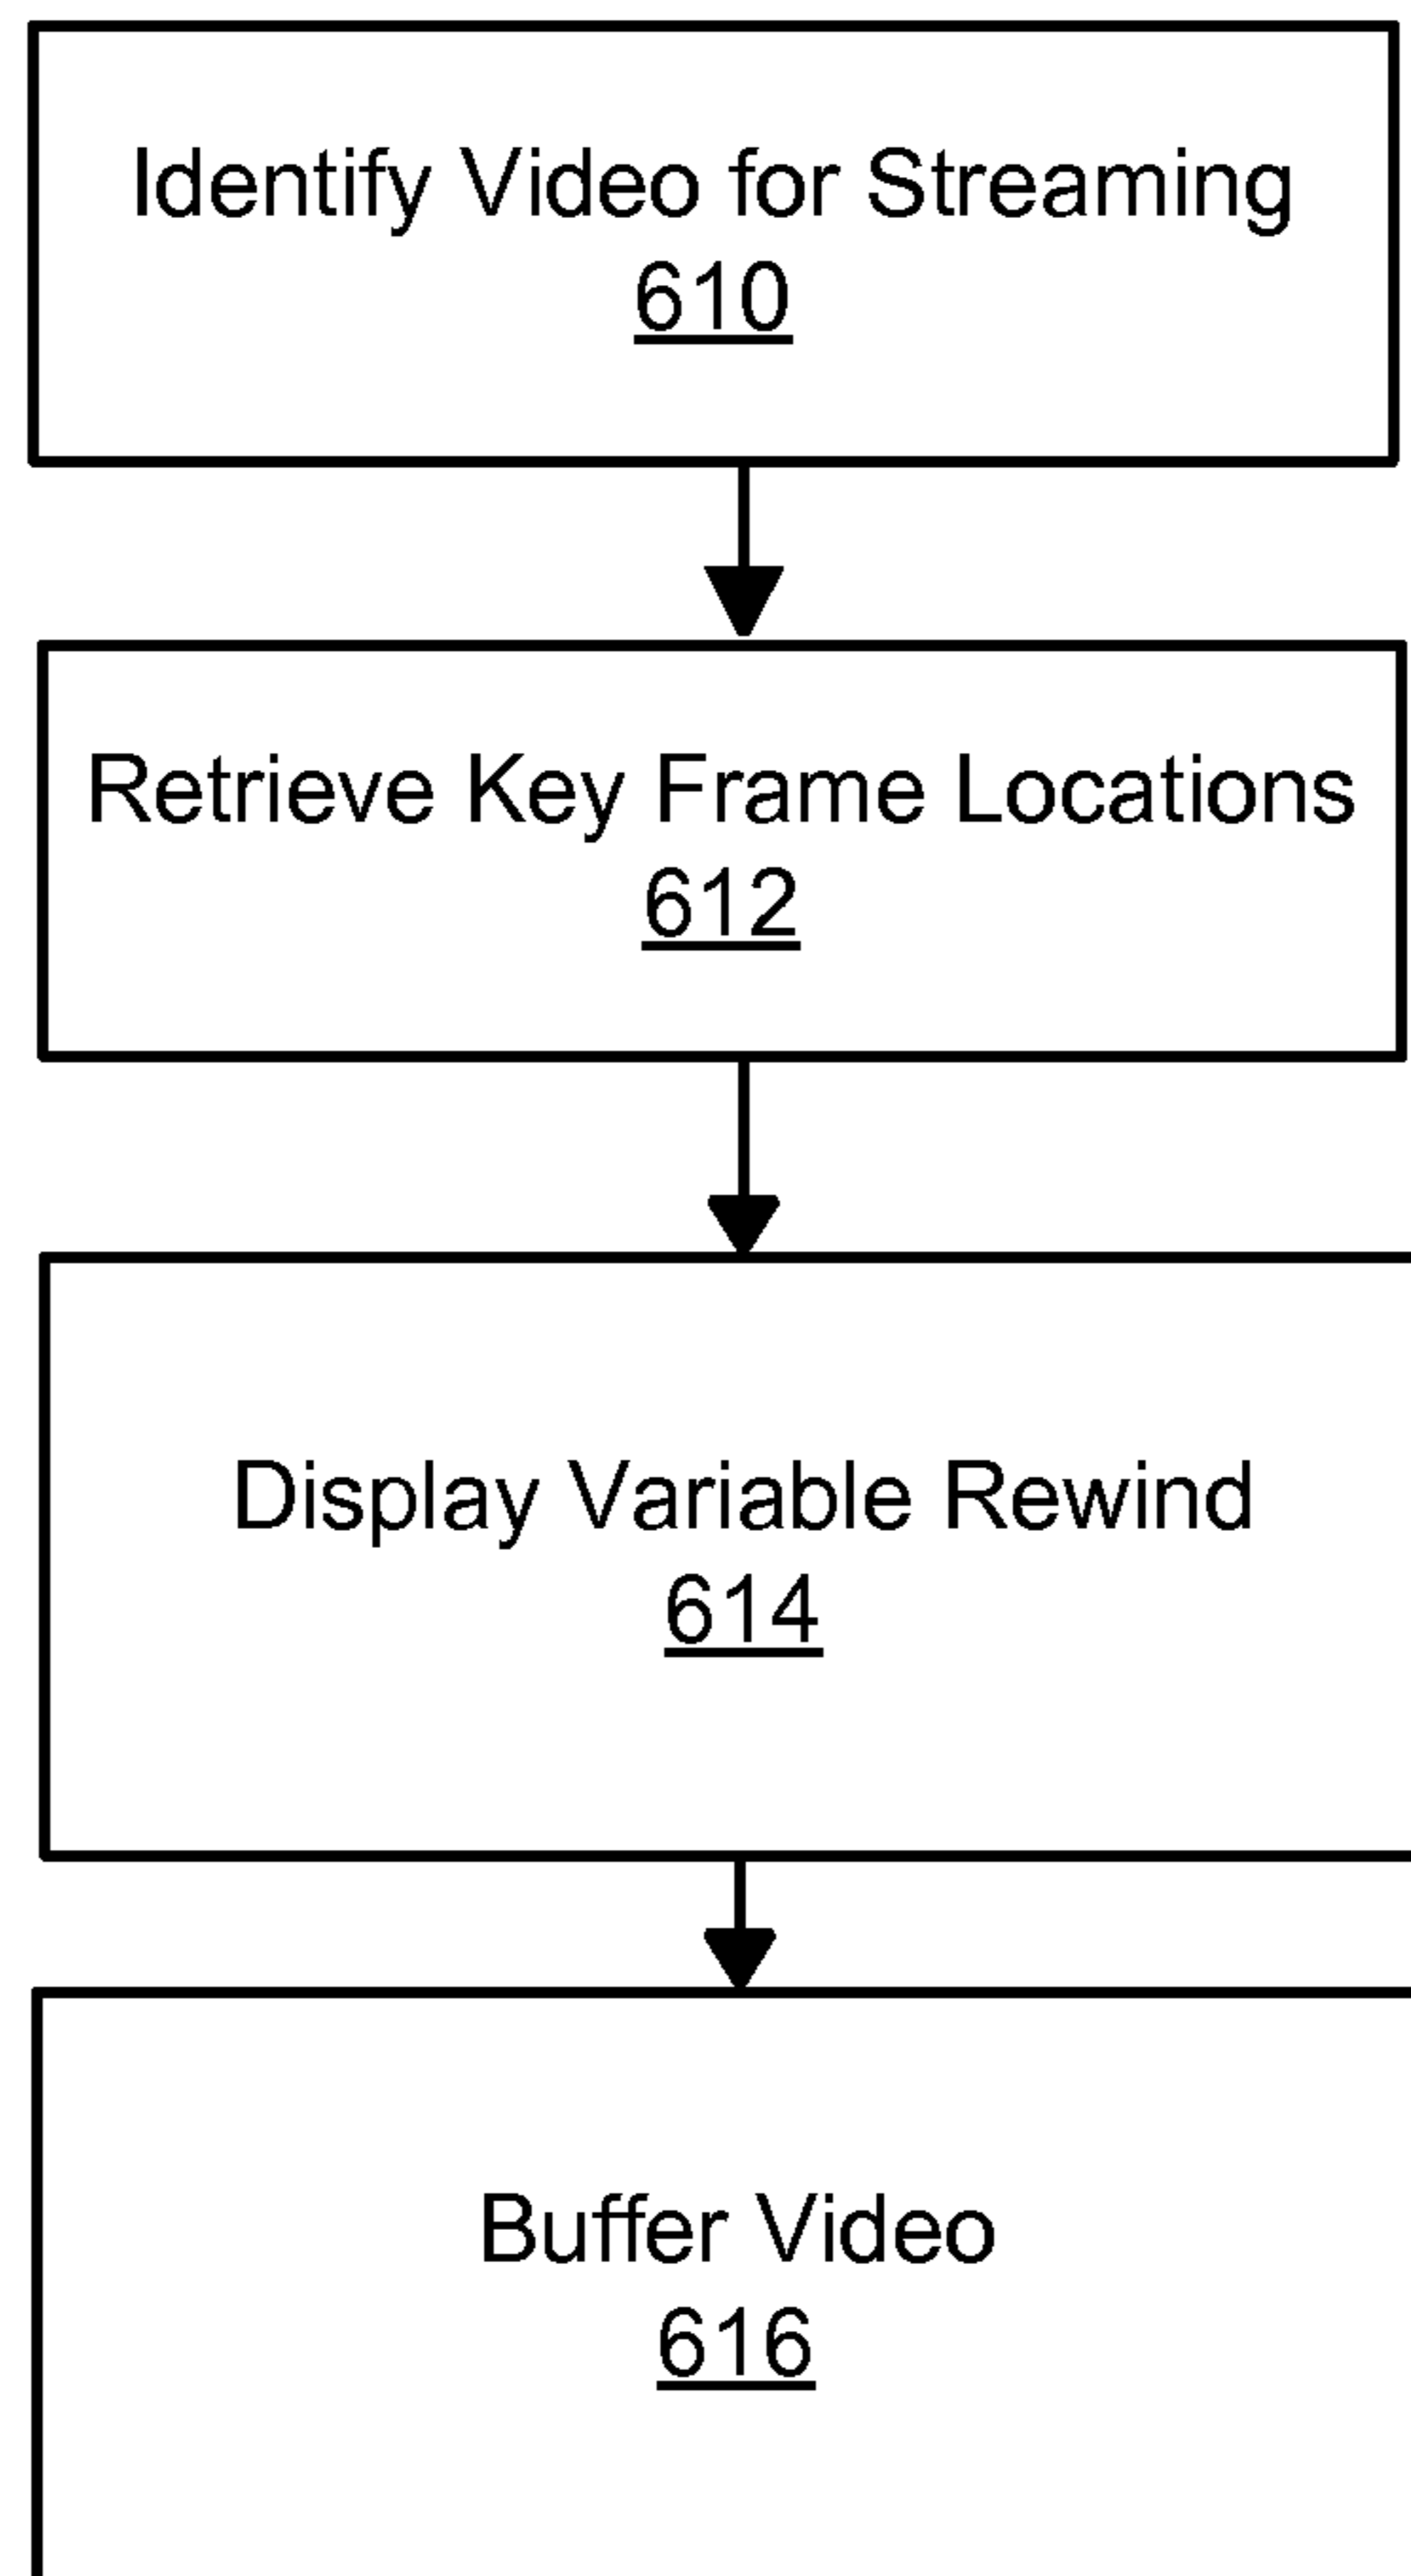 Identify Video for Streaming
610
Retrieve Key Frame Locations
612
Display Variable Rewind
614
Buffer Video
616